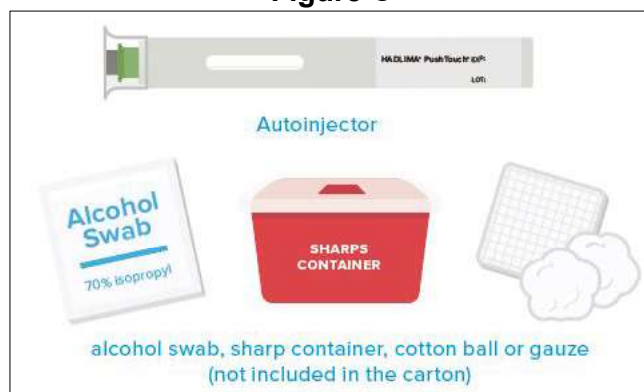 HADLIMA® PushTouch® EXP:
LOT:
Autoinjector
Alcohol
Swab
70% isopropyl
SHARPS
CONTAINER
alcohol swab, sharp container, cotton ball or gauze
(not included in the carton)